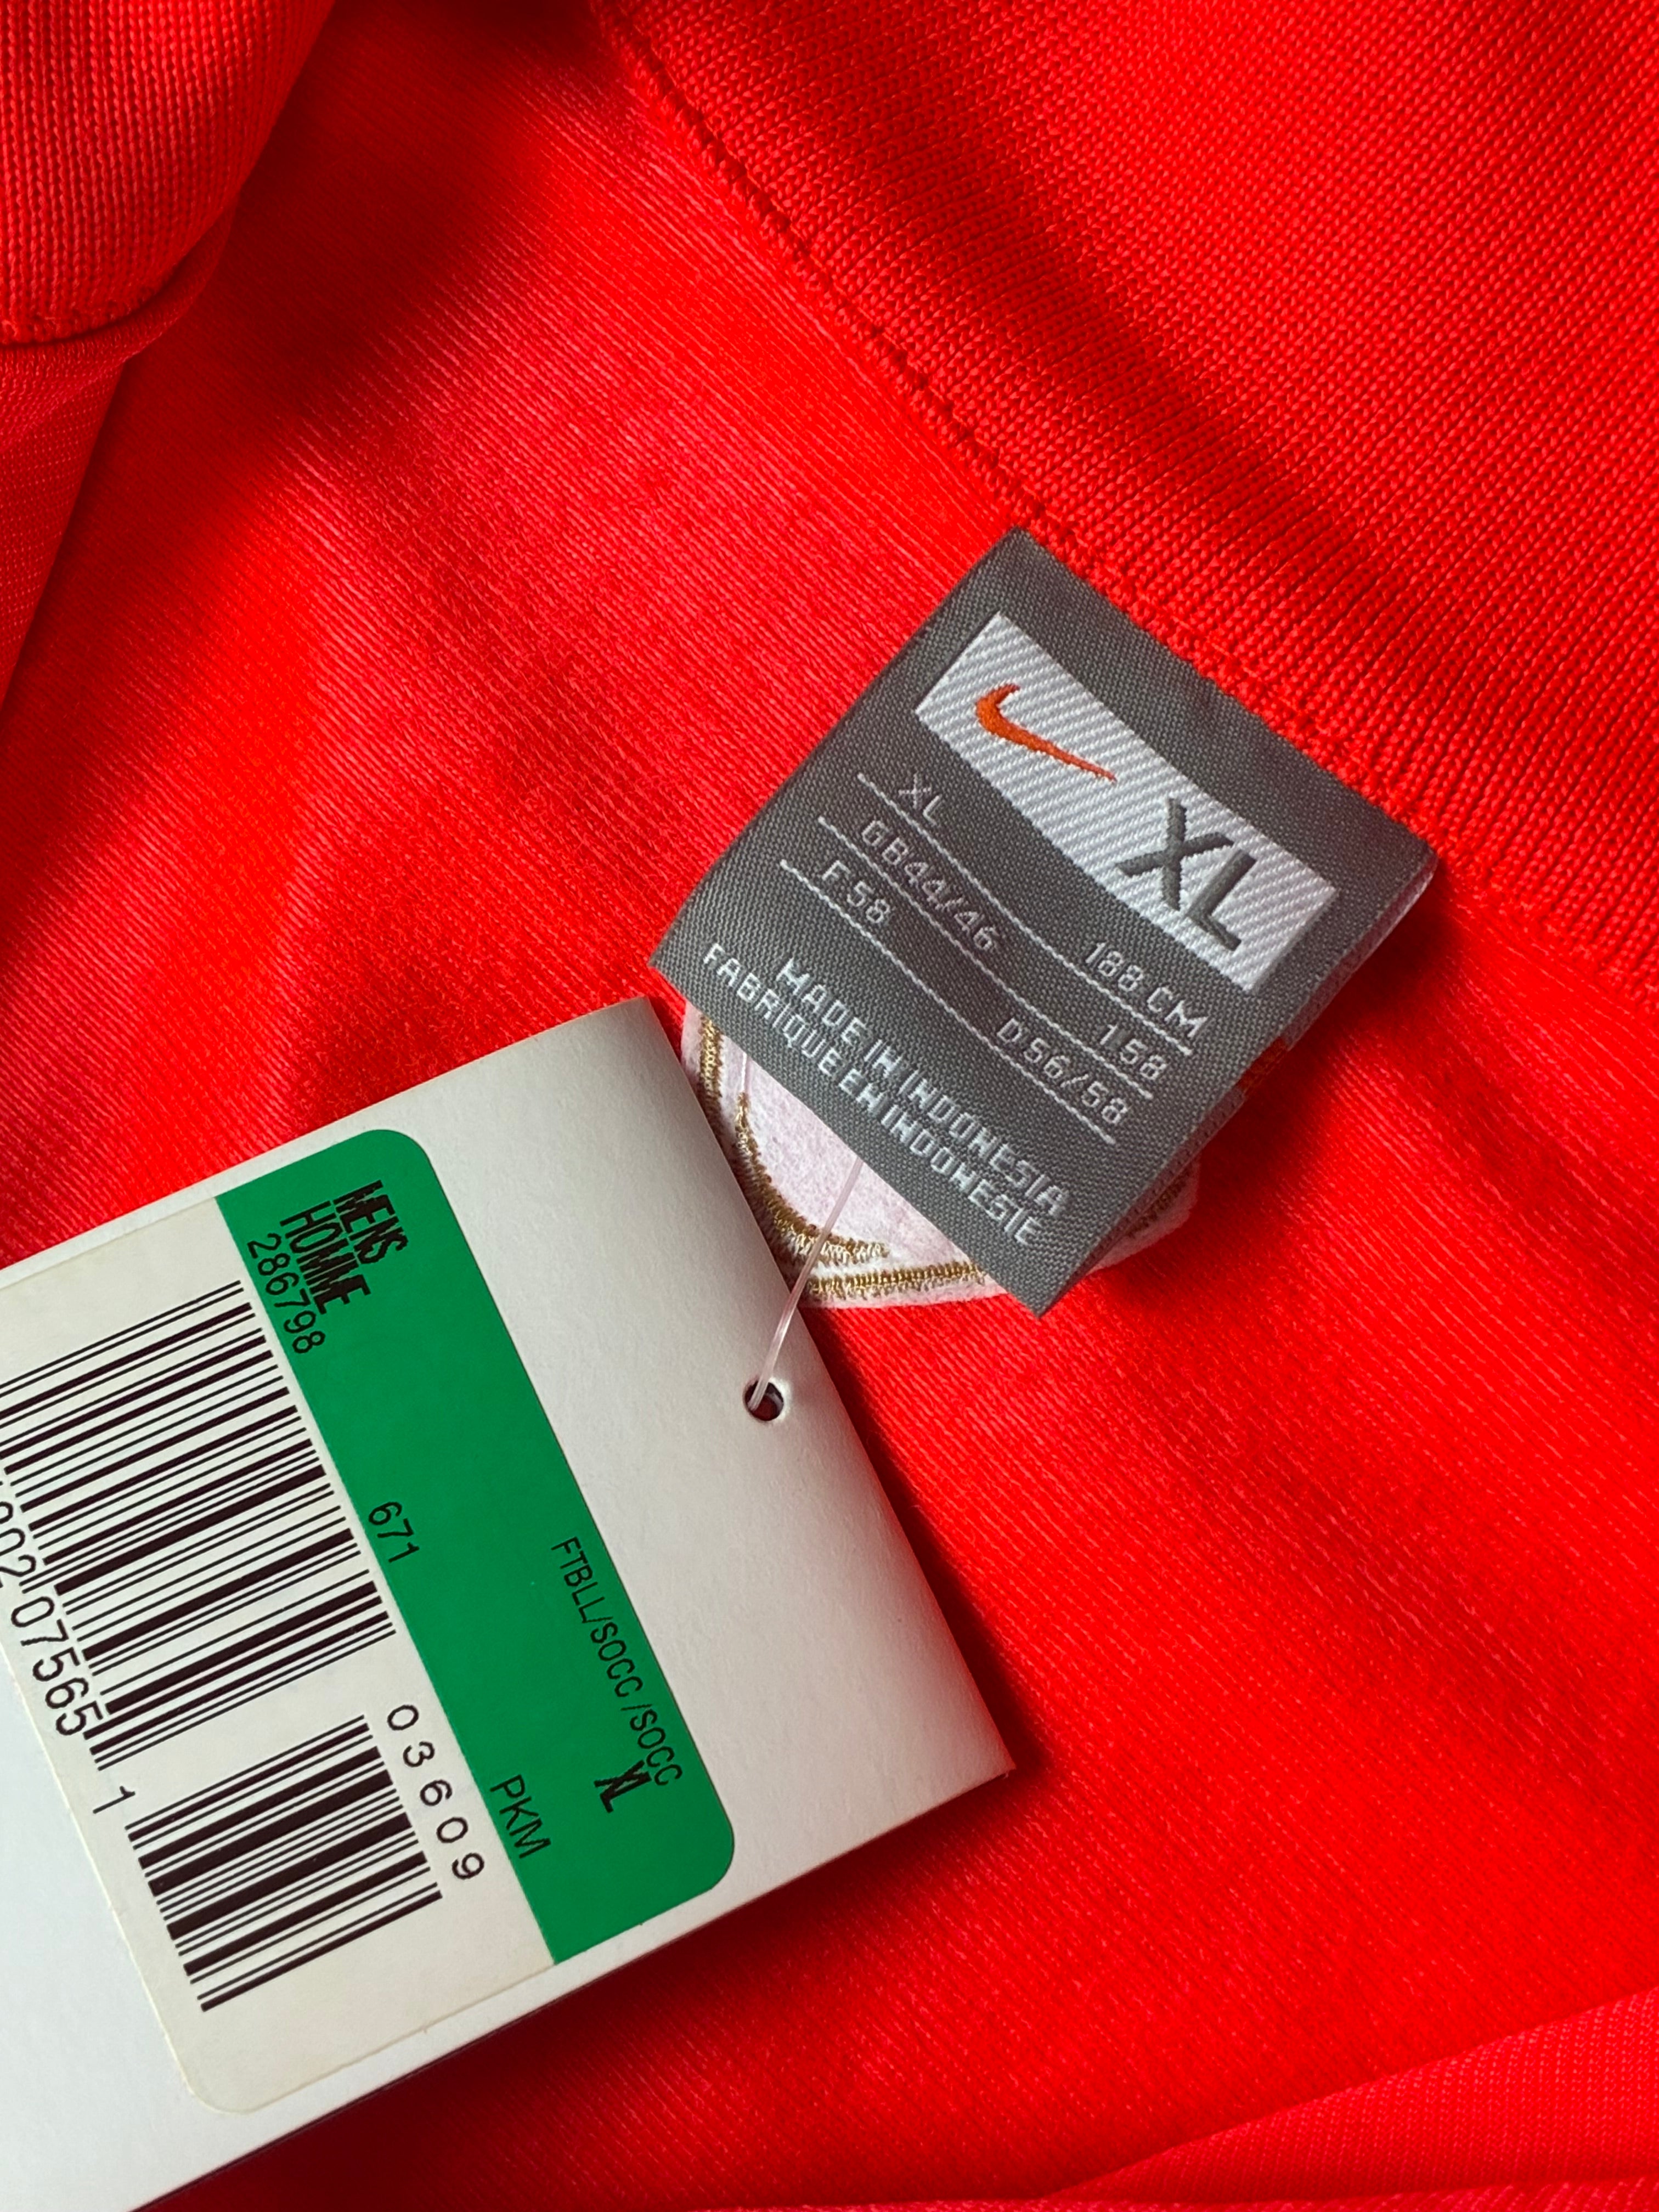 XL
XL 188 CM
GB44/46 I 58
F 58 D 56/58
MADE IN INDONESIA
FABRIQUE EN INDONESIE
FTBLL/SOCC/SOCC
XL
MENS
HOMME
286798 671 PKM
03609
07565 1